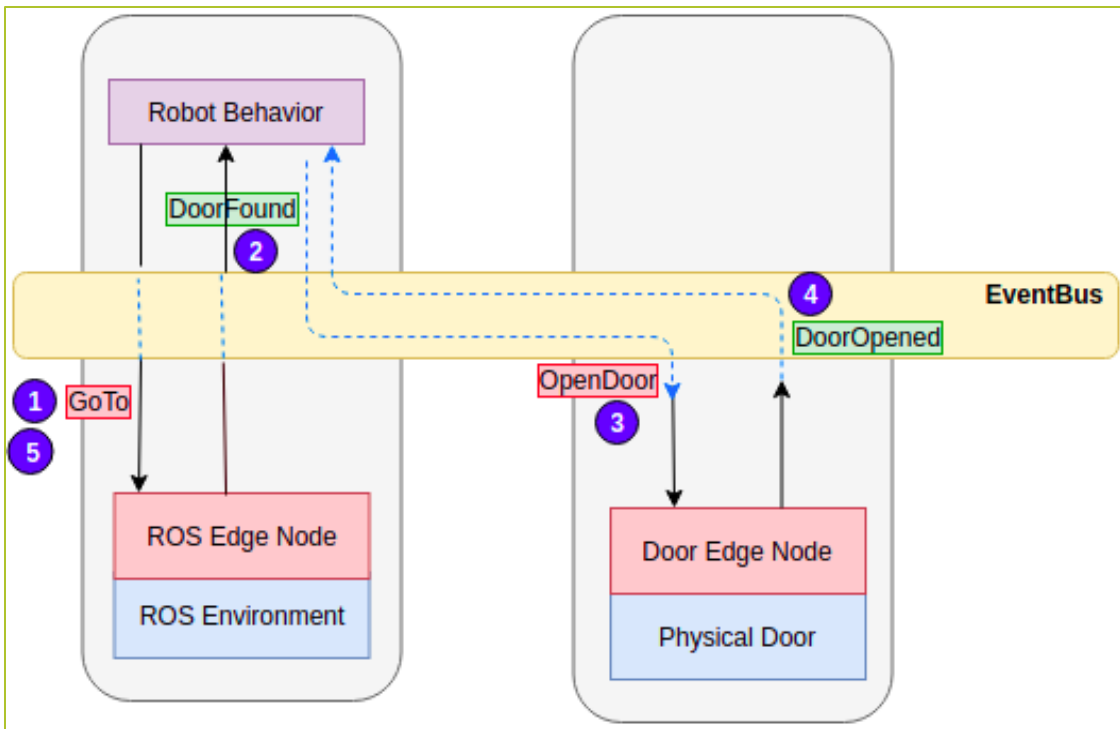 Robot Behavior
DoorFound
2
4
EventBus
DoorOpened
OpenDoor
1
GoTo
3
5
ROS Edge Node
Door Edge Node
ROS Environment
Physical Door